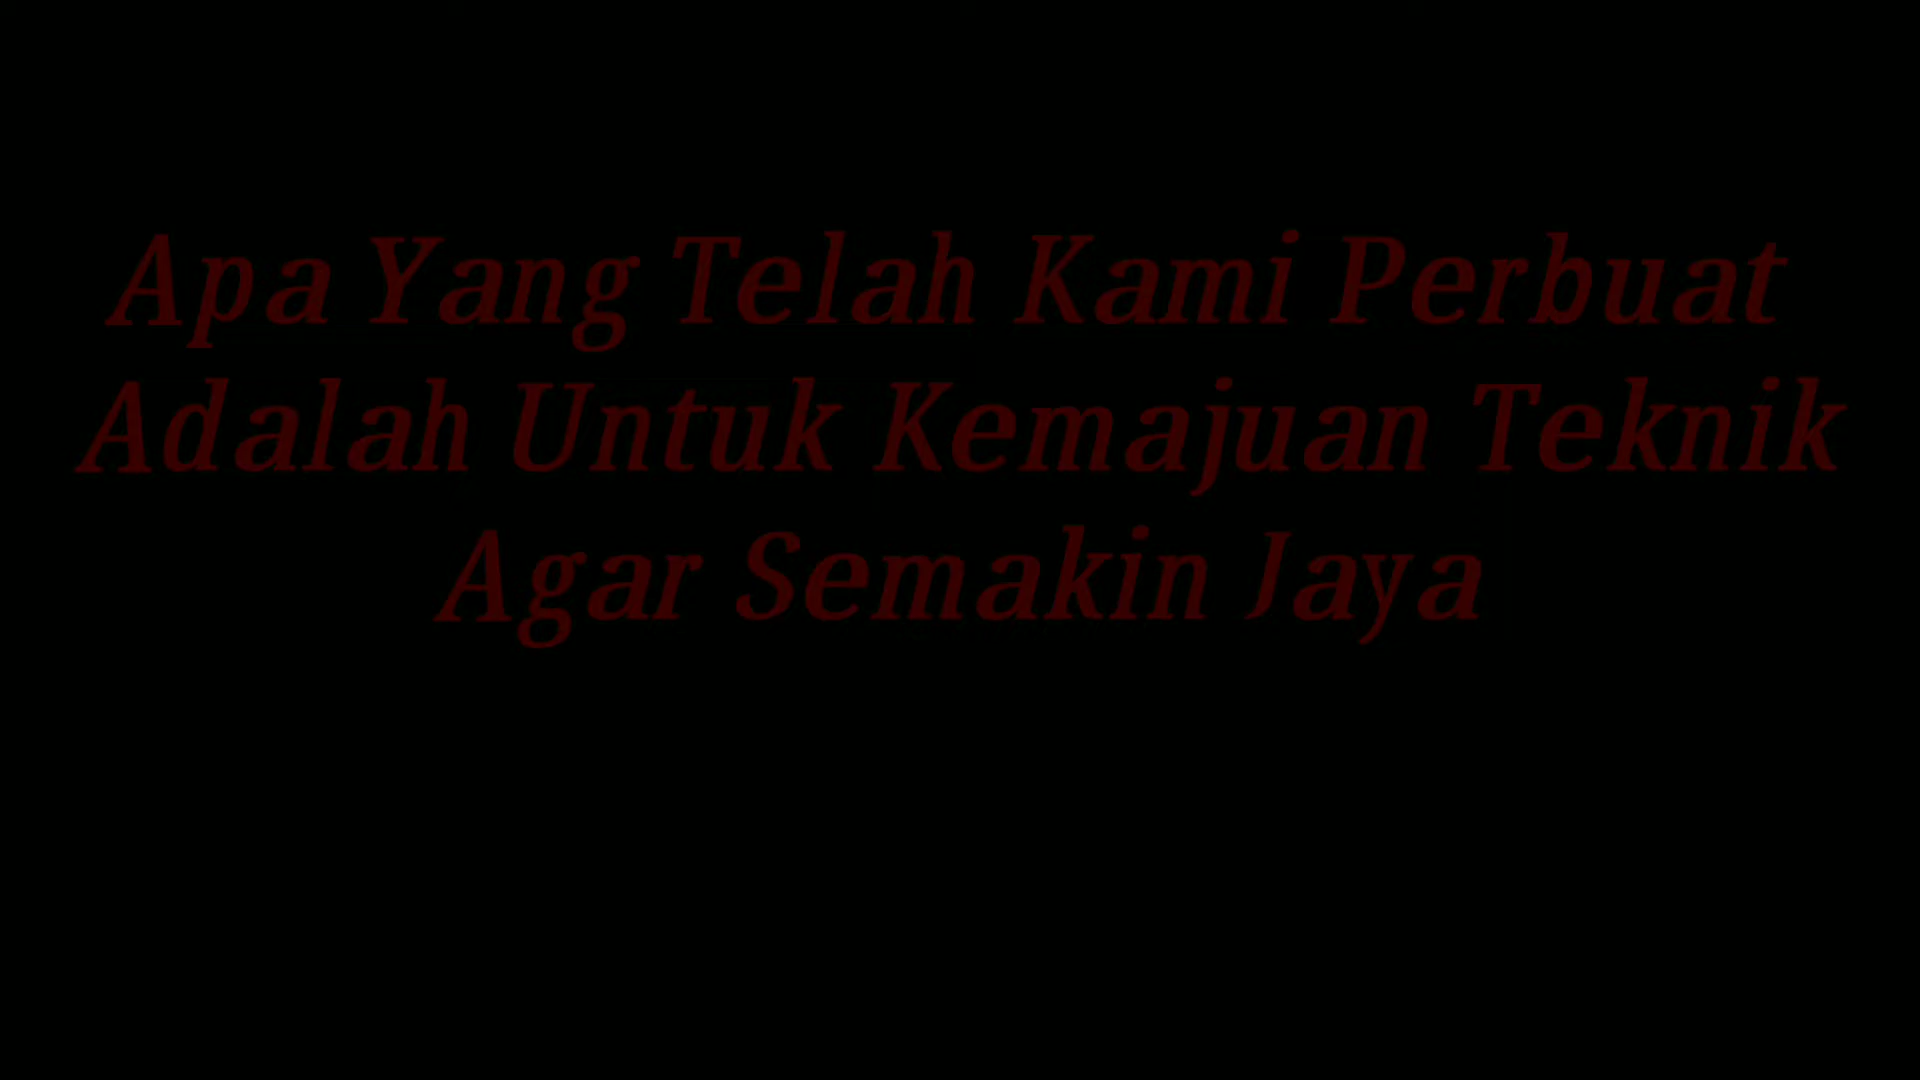 Apa Yang Telah Kami Perbuat
Adalah Untuk Kemajuan Teknik
Agar Semakin Jaya